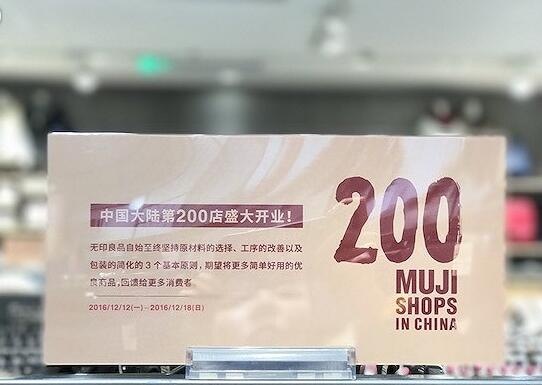 中国大陆第200店盛大开业！
无印良品自始至终坚持原材料的选择、工序的改善以及
包装的简化的3个基本原则，期望将更多简单好用的优
良商品，回馈给更多消费者
2016/12/12(一)－2016/12/18(日)
200
MUJI
SHOPS
IN CHINA